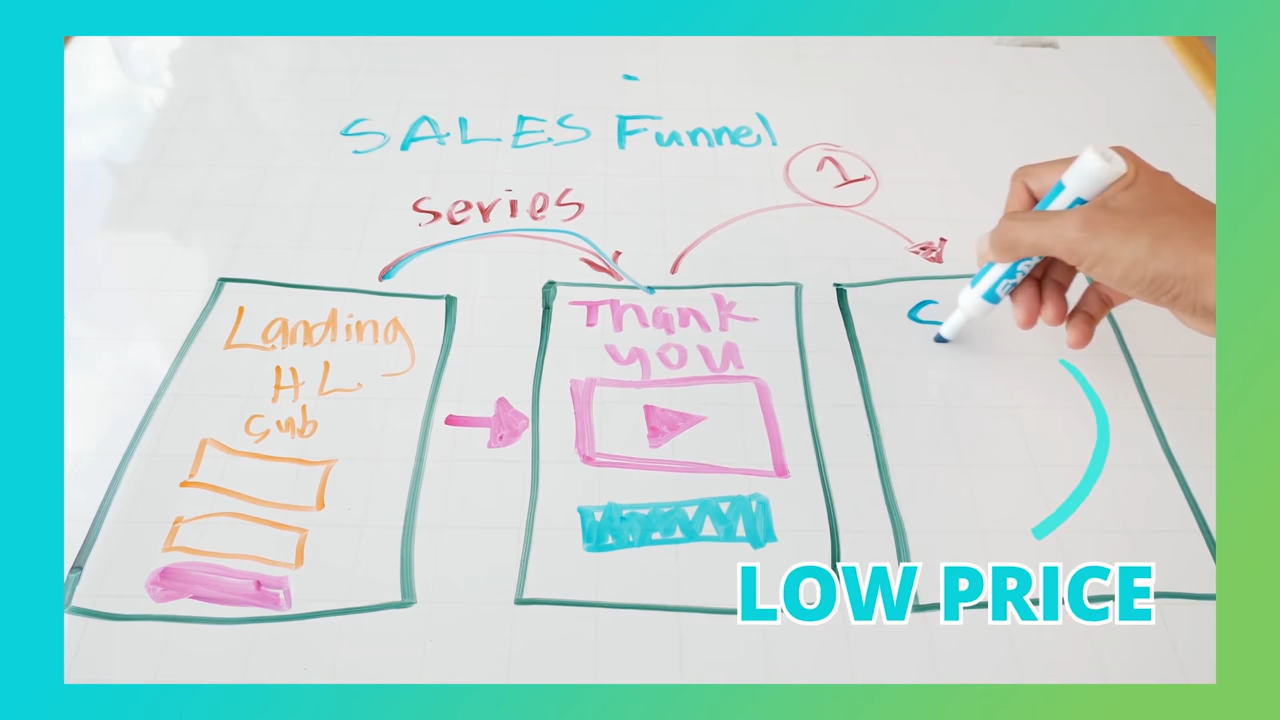 SALES Funnel
series
1
Landing
HL
sub
Thank
you
C
LOW PRICE